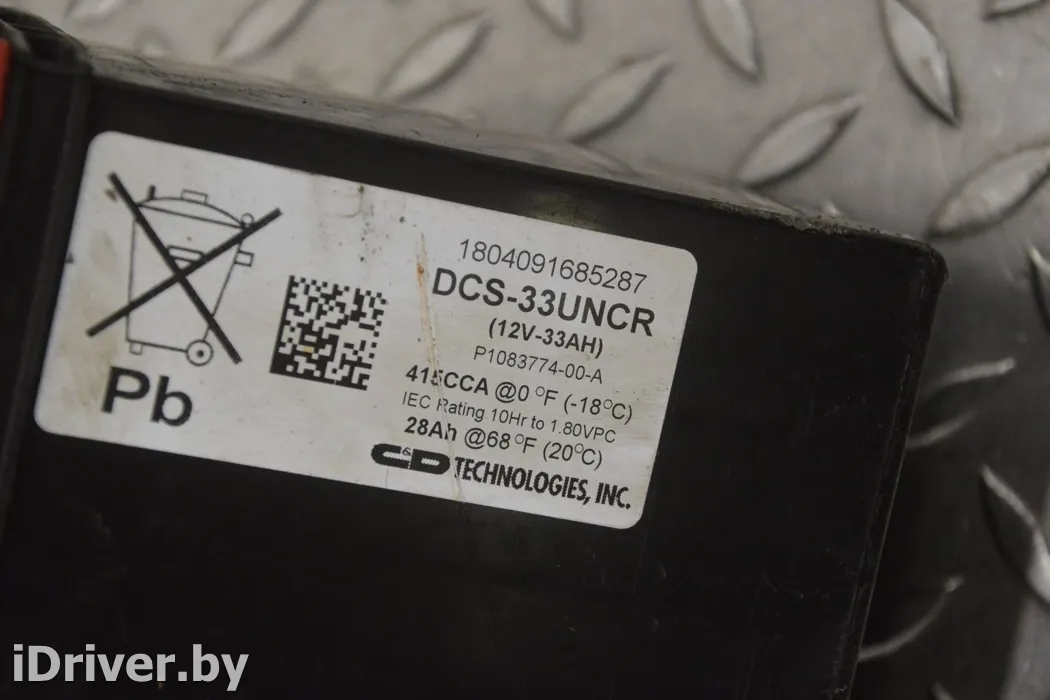 1804091685287
DCS-33UNCR
(12V-33AH)
P1083774-00-A
415CCA @0 °F (-18°C)
IEC Rating 10Hr to 1.80VPC
28Ah @68 °F (20°C)
C&D TECHNOLOGIES, INC.
Pb
iDriver.by